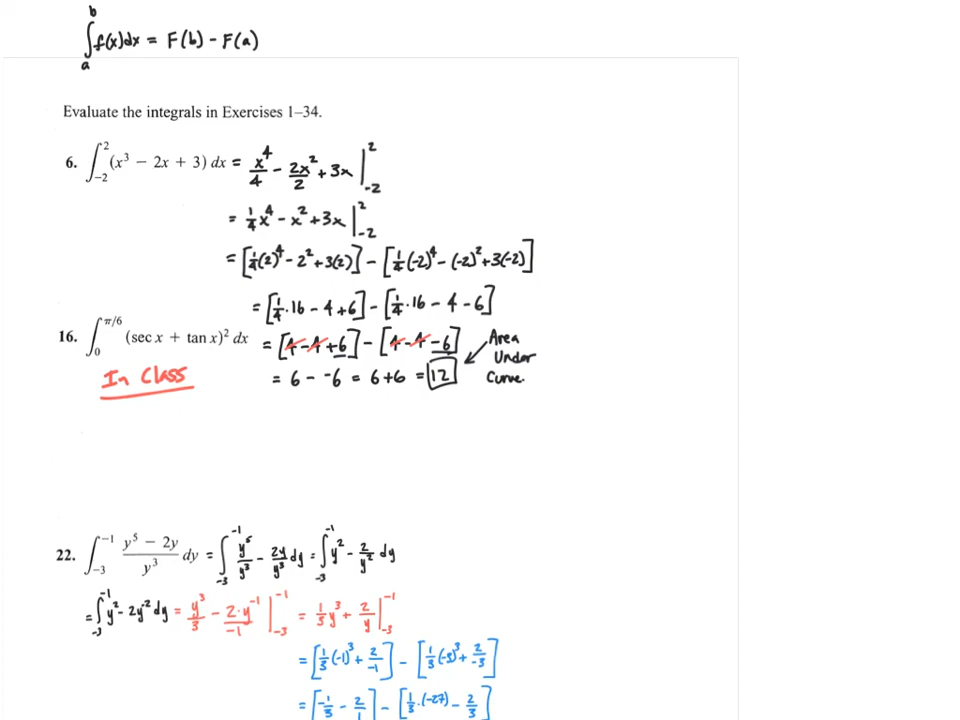 ∫_a^b f(x)dx = F(b) - F(a)
Evaluate the integrals in Exercises 1–34.
6. ∫_{-2}^{2} (x³ − 2x + 3) dx = x⁴/4 - 2x²/2 + 3x |_{-2}^{2}
= 1/4 x⁴ - x² + 3x |_{-2}^{2}
= [1/4(2)⁴ - 2² + 3(2)] - [1/4(-2)⁴ - (-2)² + 3(-2)]
= [1/4·16 - 4 + 6] - [1/4·16 - 4 - 6]
16. ∫_0^{π/6} (sec x + tan x)² dx
= [4 - 4 + 6] - [4 - 4 - 6]
= 6 - -6 = 6+6 = 12
Area
Under
Curve.
In Class
22. ∫_{-3}^{-1} (y⁵ − 2y)/y³ dy = ∫_{-3}^{-1} y⁵/y³ - 2y/y³ dy = ∫_{-3}^{-1} y² - 2/y² dy
= ∫_{-3}^{-1} y² - 2y⁻² dy = y³/3 - 2·y⁻¹/-1 |_{-3}^{-1} = 1/3 y³ + 2/y |_{-3}^{-1}
= [1/3(-1)³ + 2/-1] - [1/3(-3)³ + 2/-3]
= [-1/3 - 2/1] - [1/3·(-27) - 2/3]